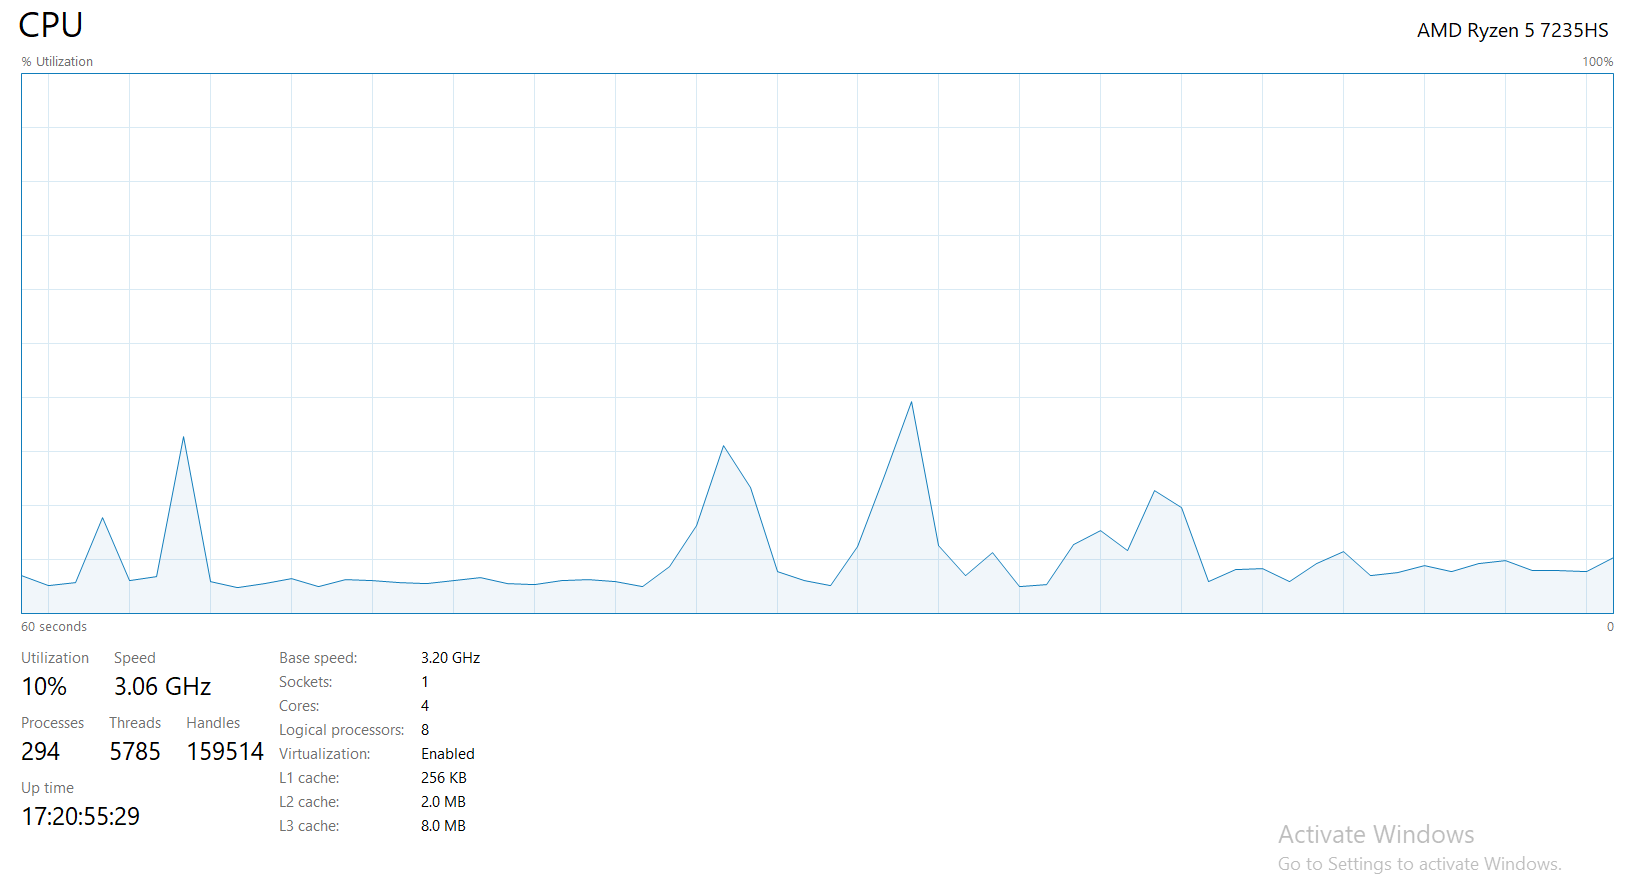 CPU
AMD Ryzen 5 7235HS
% Utilization 100%
60 seconds 0
Utilization Speed
10% 3.06 GHz
Processes Threads Handles
294 5785 159514
Up time
17:20:55:29
Base speed: 3.20 GHz
Sockets: 1
Cores: 4
Logical processors: 8
Virtualization: Enabled
L1 cache: 256 KB
L2 cache: 2.0 MB
L3 cache: 8.0 MB
Activate Windows
Go to Settings to activate Windows.